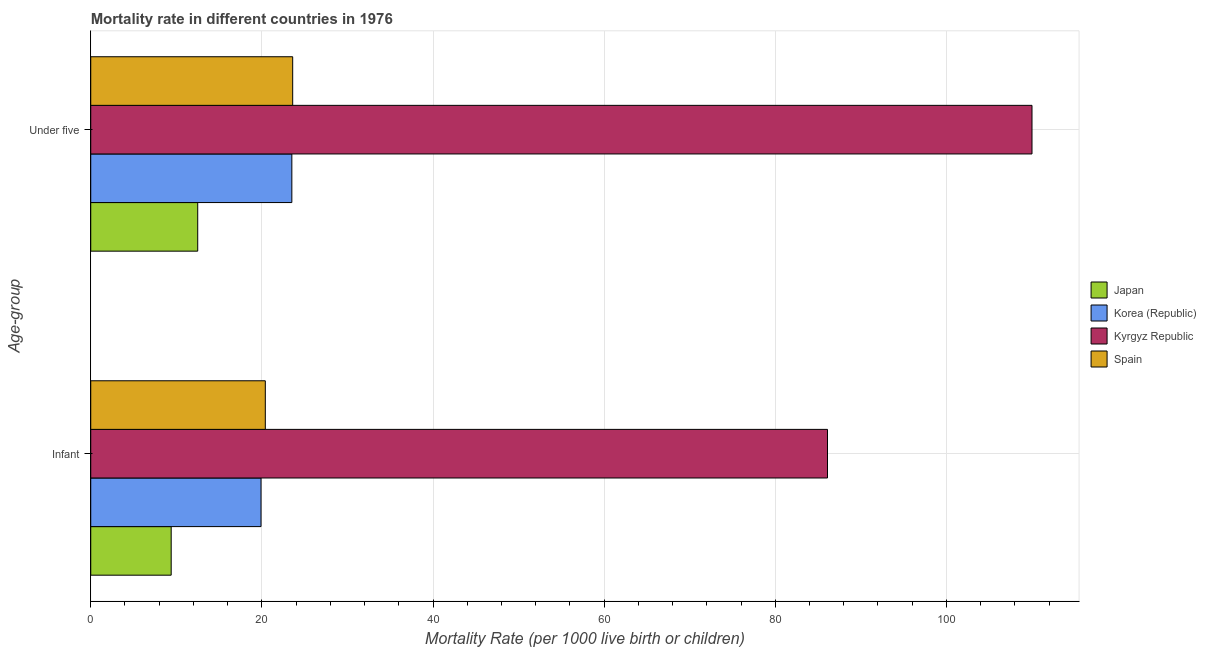 Mortality rate in different countries in 1976
Under five
Infant
Age-group
0
20
40
60
80
100
Mortality Rate (per 1000 live birth or children)
Japan
Korea (Republic)
Kyrgyz Republic
Spain